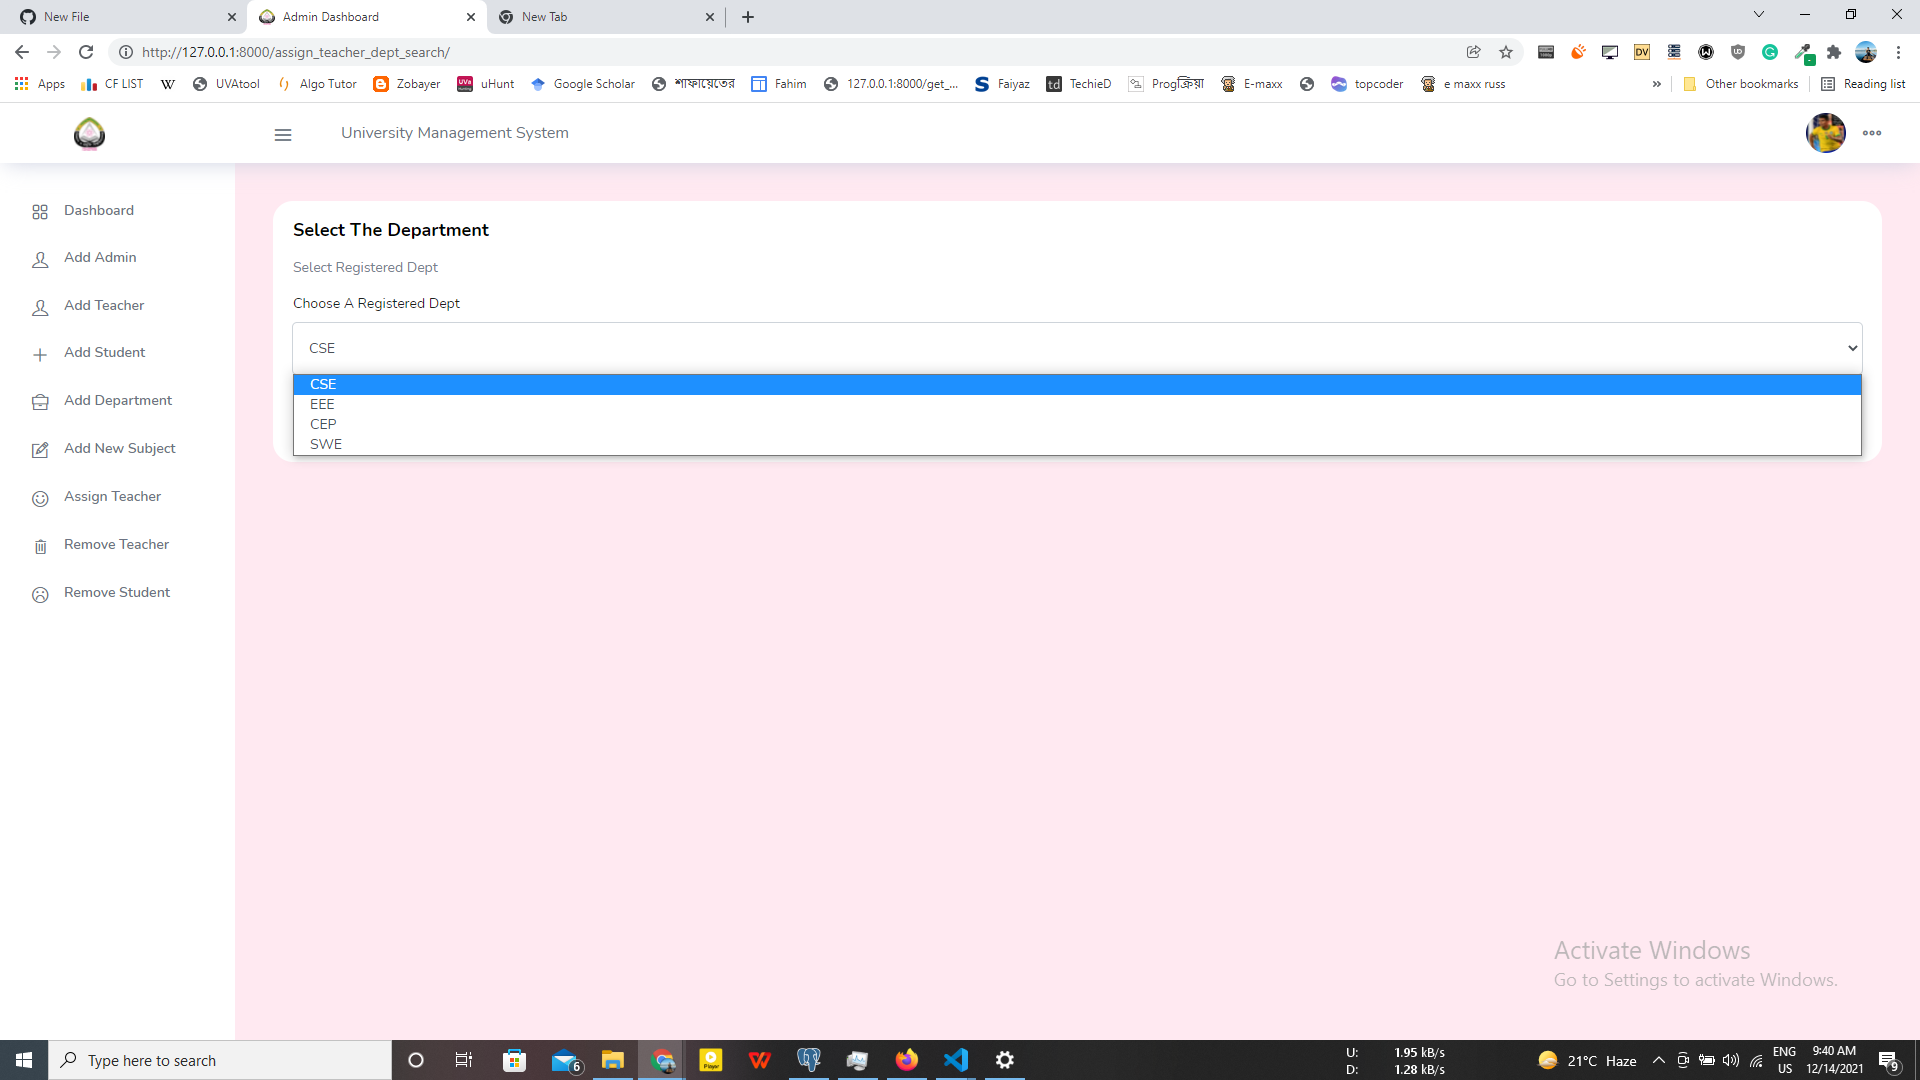 New File
Admin Dashboard
New Tab
http://127.0.0.1:8000/assign_teacher_dept_search/
Apps CF LIST W UVAtool Algo Tutor Zobayer uHunt Google Scholar শাফায়েতের Fahim 127.0.0.1:8000/get_... Faiyaz td TechieD Progক্রিয়া E-maxx topcoder e maxx russ » Other bookmarks Reading list
University Management System
Dashboard
Add Admin
Add Teacher
Add Student
Add Department
Add New Subject
Assign Teacher
Remove Teacher
Remove Student
Select The Department
Select Registered Dept
Choose A Registered Dept
CSE
CSE
EEE
CEP
SWE
Activate Windows
Go to Settings to activate Windows.
Type here to search
6
U: 1.95 kB/s
D: 1.28 kB/s
21°C Haze
ENG
US
9:40 AM
12/14/2021
9